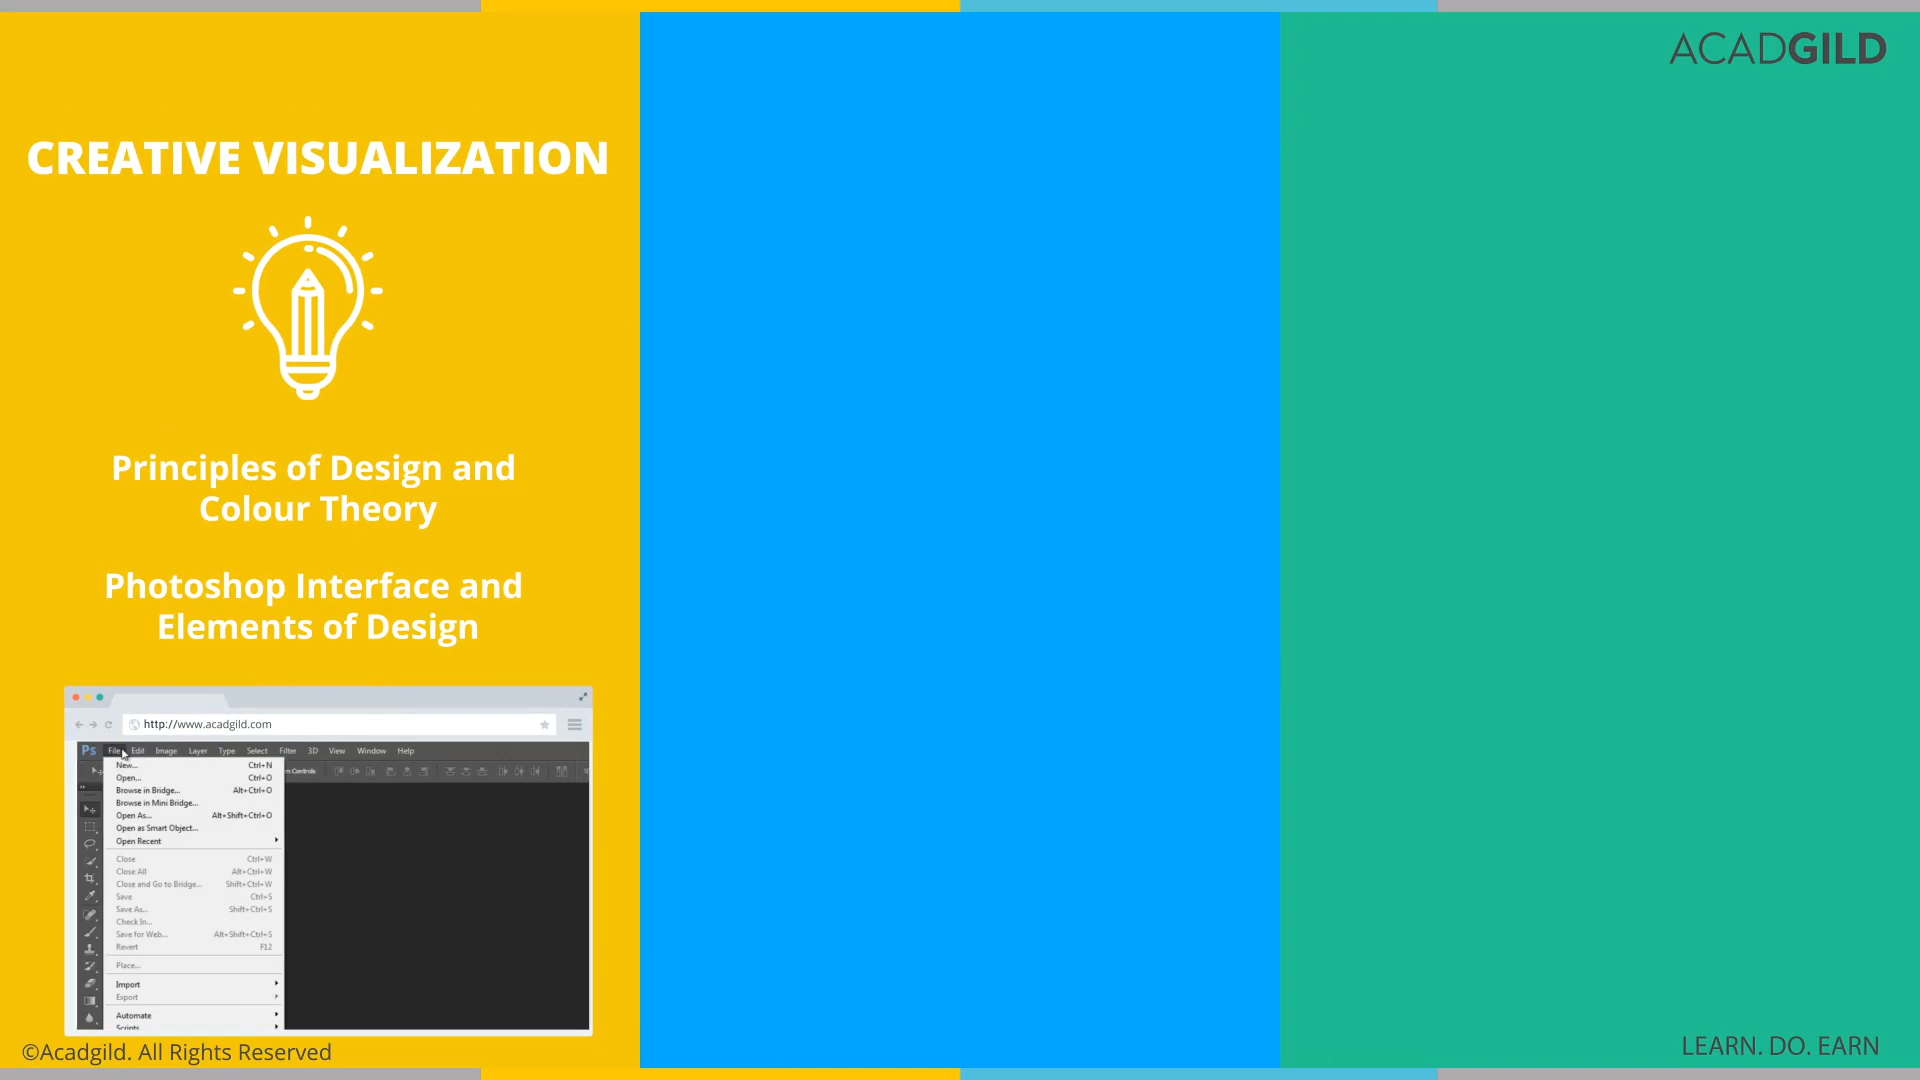 ACADGILD
CREATIVE VISUALIZATION
Principles of Design and
Colour Theory
Photoshop Interface and
Elements of Design
http://www.acadgild.com
Ps File Edit Image Layer Type Select Filter 3D View Window Help
New... Ctrl+N
Controls
Open... Ctrl+O
Browse in Bridge... Alt+Ctrl+O
Browse in Mini Bridge...
Open As... Alt+Shift+Ctrl+O
Open as Smart Object...
Open Recent
Close Ctrl+W
Close All Alt+Ctrl+W
Close and Go to Bridge... Shift+Ctrl+W
Save Ctrl+S
Save As... Shift+Ctrl+S
Check In...
Save for Web... Alt+Shift+Ctrl+S
Revert F12
Place...
Import
Export
Automate
Scripts
©Acadgild. All Rights Reserved
LEARN. DO. EARN